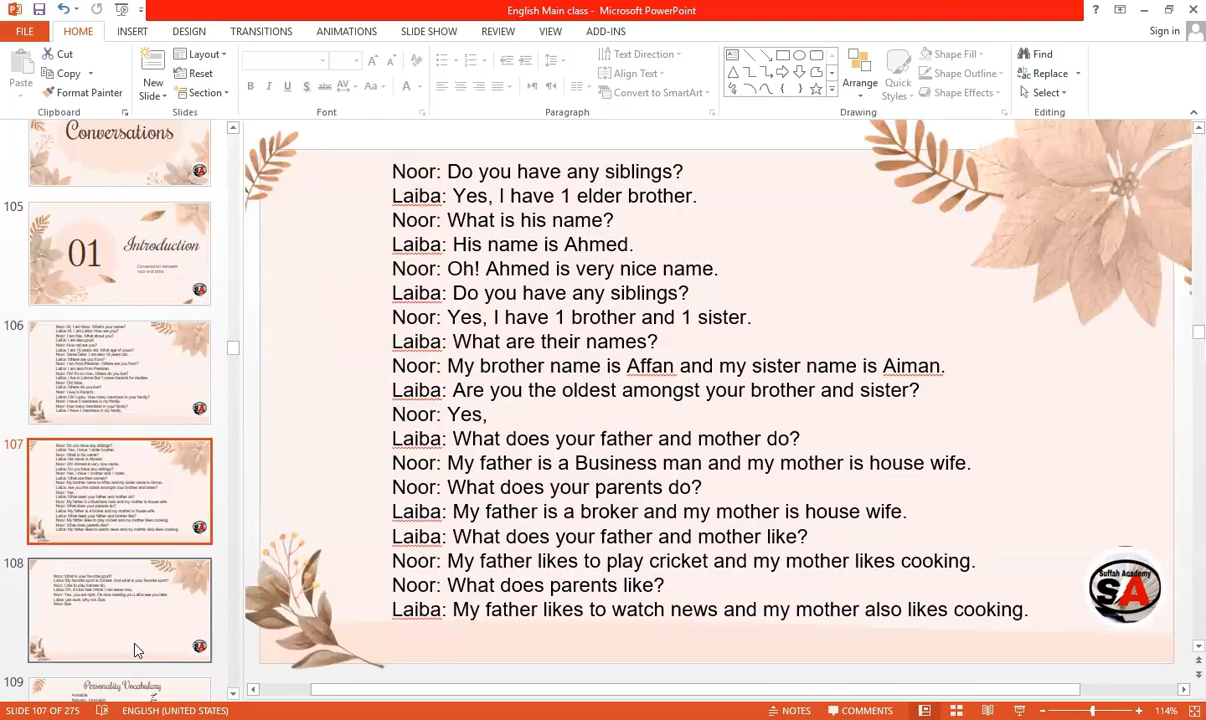 English Main class - Microsoft PowerPoint
Sign in
FILE HOME INSERT DESIGN TRANSITIONS ANIMATIONS SLIDE SHOW REVIEW VIEW ADD-INS
Paste
Cut
Copy
Format Painter
Clipboard
New Slide
Layout
Reset
Section
Slides
Font
Text Direction
Align Text
Convert to SmartArt
Paragraph
Arrange
Quick Styles
Shape Fill
Shape Outline
Shape Effects
Drawing
Find
Replace
Select
Editing
Conversations
105
01
Introduction
Conversation between
noor and laiba
106
107
108
109
Personality Vocabulary
Noor: Do you have any siblings?
Laiba: Yes, I have 1 elder brother.
Noor: What is his name?
Laiba: His name is Ahmed.
Noor: Oh! Ahmed is very nice name.
Laiba: Do you have any siblings?
Noor: Yes, I have 1 brother and 1 sister.
Laiba: What are their names?
Noor: My brother name is Affan and my sister name is Aiman.
Laiba: Are you the oldest amongst your brother and sister?
Noor: Yes,
Laiba: What does your father and mother do?
Noor: My father is a Business man and my mother is house wife.
Noor: What does your parents do?
Laiba: My father is a broker and my mother is house wife.
Laiba: What does your father and mother like?
Noor: My father likes to play cricket and my mother likes cooking.
Noor: What does parents like?
Laiba: My father likes to watch news and my mother also likes cooking.
Suffah Academy
SA
SLIDE 107 OF 275
ENGLISH (UNITED STATES)
NOTES
COMMENTS
114%